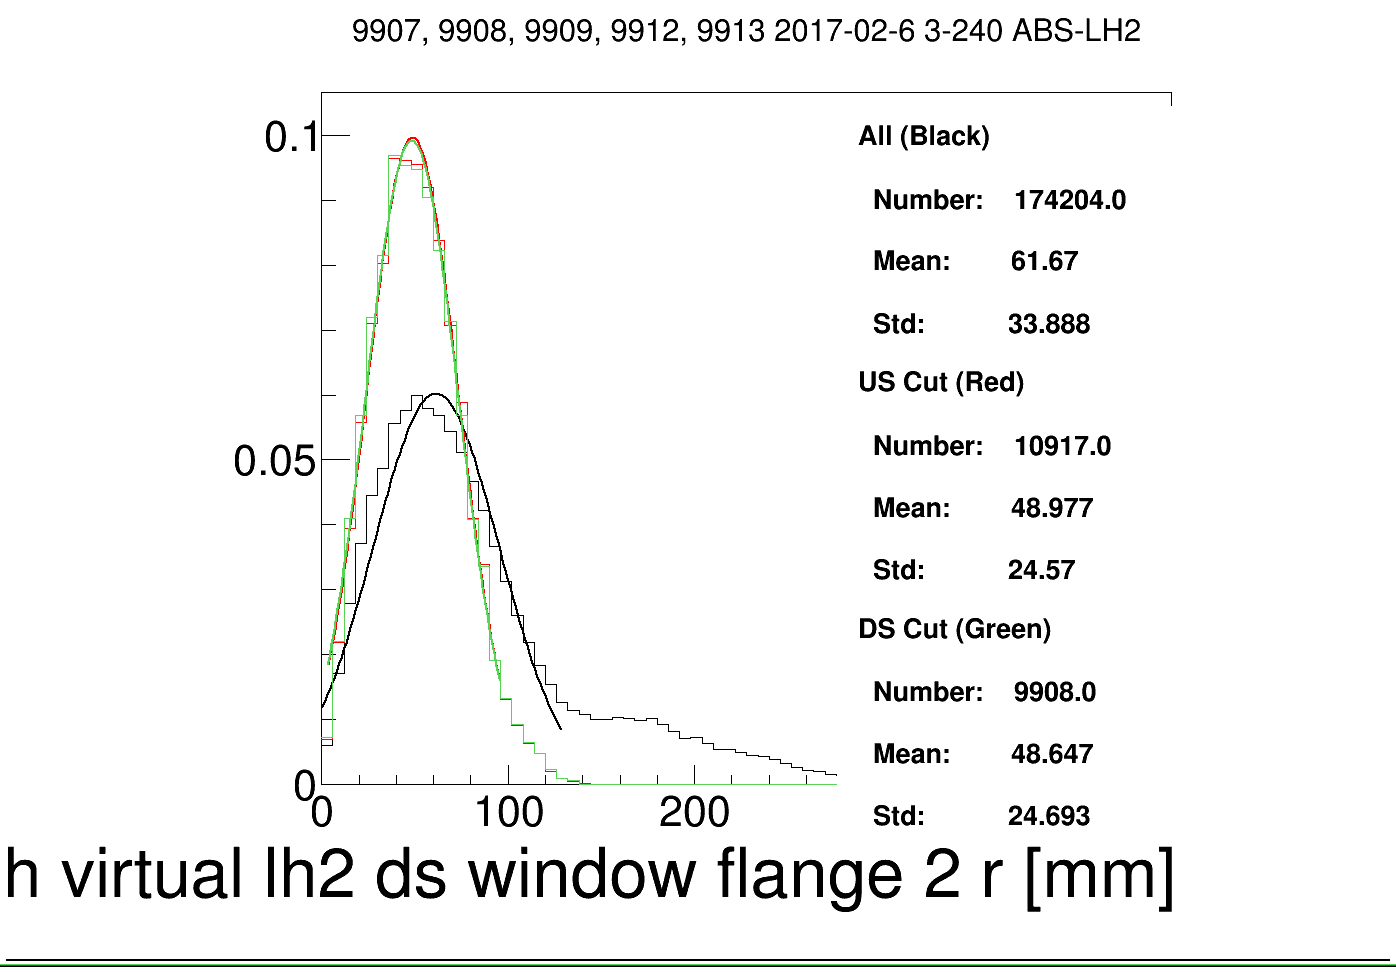 9907, 9908, 9909, 9912, 9913 2017-02-6 3-240 ABS-LH2
0.1
0.05
0
0 100 200
All (Black)
Number: 174204.0
Mean: 61.67
Std: 33.888
US Cut (Red)
Number: 10917.0
Mean: 48.977
Std: 24.57
DS Cut (Green)
Number: 9908.0
Mean: 48.647
Std: 24.693
h virtual lh2 ds window flange 2 r [mm]